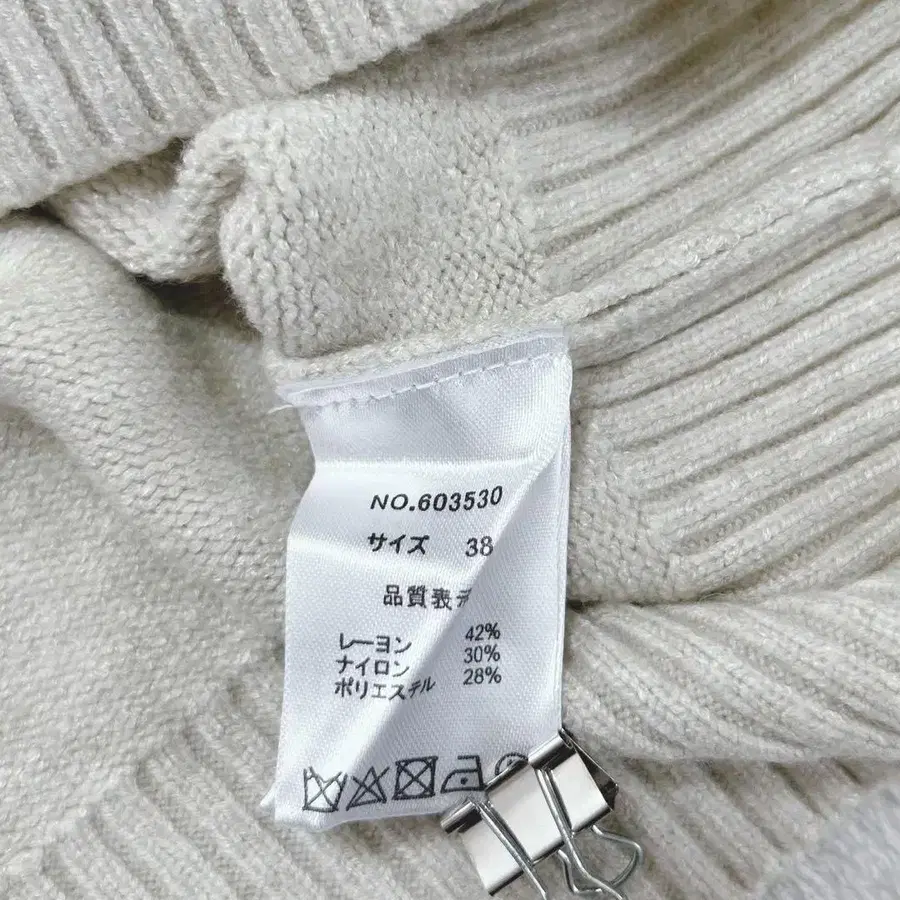 NO.603530
サイズ 38
品質表
レーヨン 42%
ナイロン 30%
ポリエステル 28%